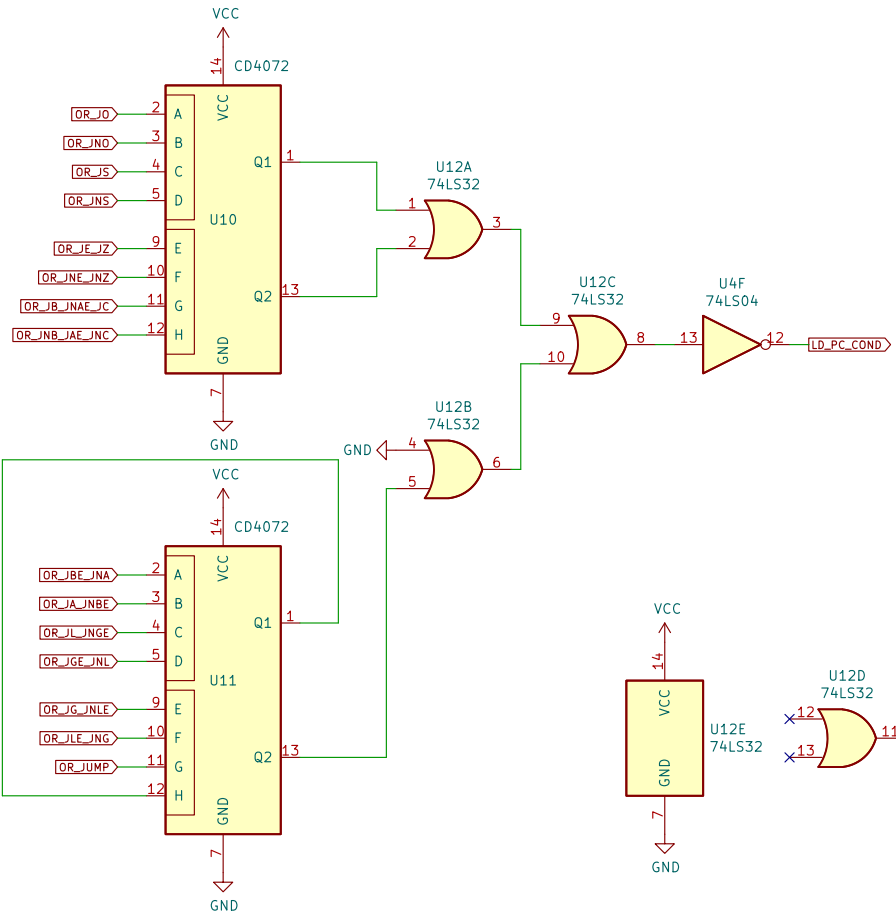 VCC
CD4072
14
VCC
OR_JO
2
A
OR_JNO
3
B
OR_JS
4
C
OR_JNS
5
D
OR_JE_JZ
9
E
OR_JNE_JNZ
10
F
OR_JB_JNAE_JC
11
G
OR_JNB_JAE_JNC
12
H
U10
Q1
1
Q2
13
GND
7
GND
U12A
74LS32
1
2
3
U12C
74LS32
9
10
8
U4F
74LS04
13
12
LD_PC_COND
U12B
74LS32
GND
4
5
6
VCC
CD4072
14
VCC
OR_JBE_JNA
2
A
OR_JA_JNBE
3
B
OR_JL_JNGE
4
C
OR_JGE_JNL
5
D
OR_JG_JNLE
9
E
OR_JLE_JNG
10
F
OR_JUMP
11
G
12
H
U11
Q1
1
Q2
13
GND
7
GND
VCC
14
VCC
U12E
74LS32
GND
7
GND
U12D
74LS32
12
13
11